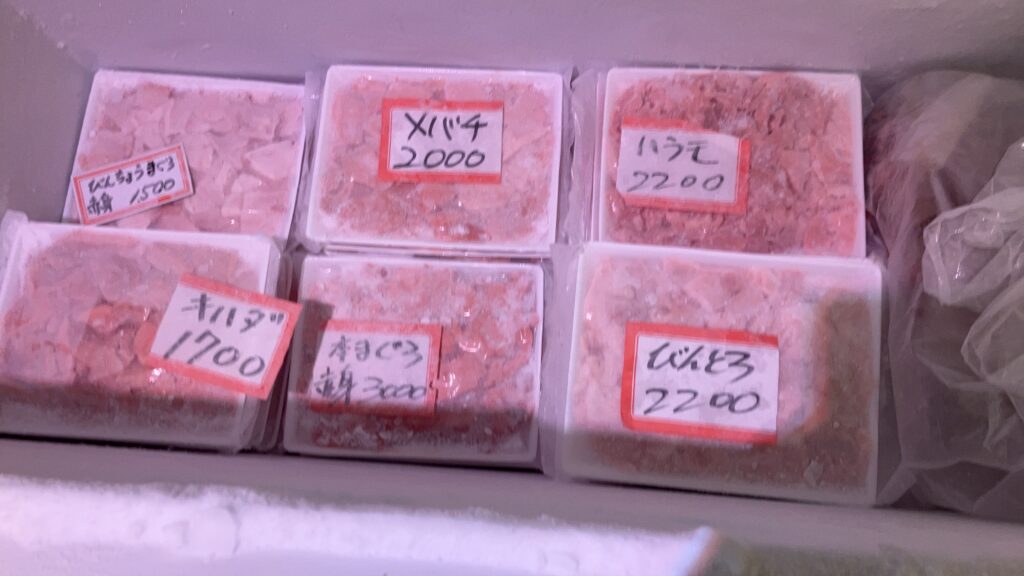 びんちょうまぐろ
赤身 1500
メバチ
2000
ハラモ
2200
キハダ
1700
本まぐろ
赤身 3000
びんとろ
2200